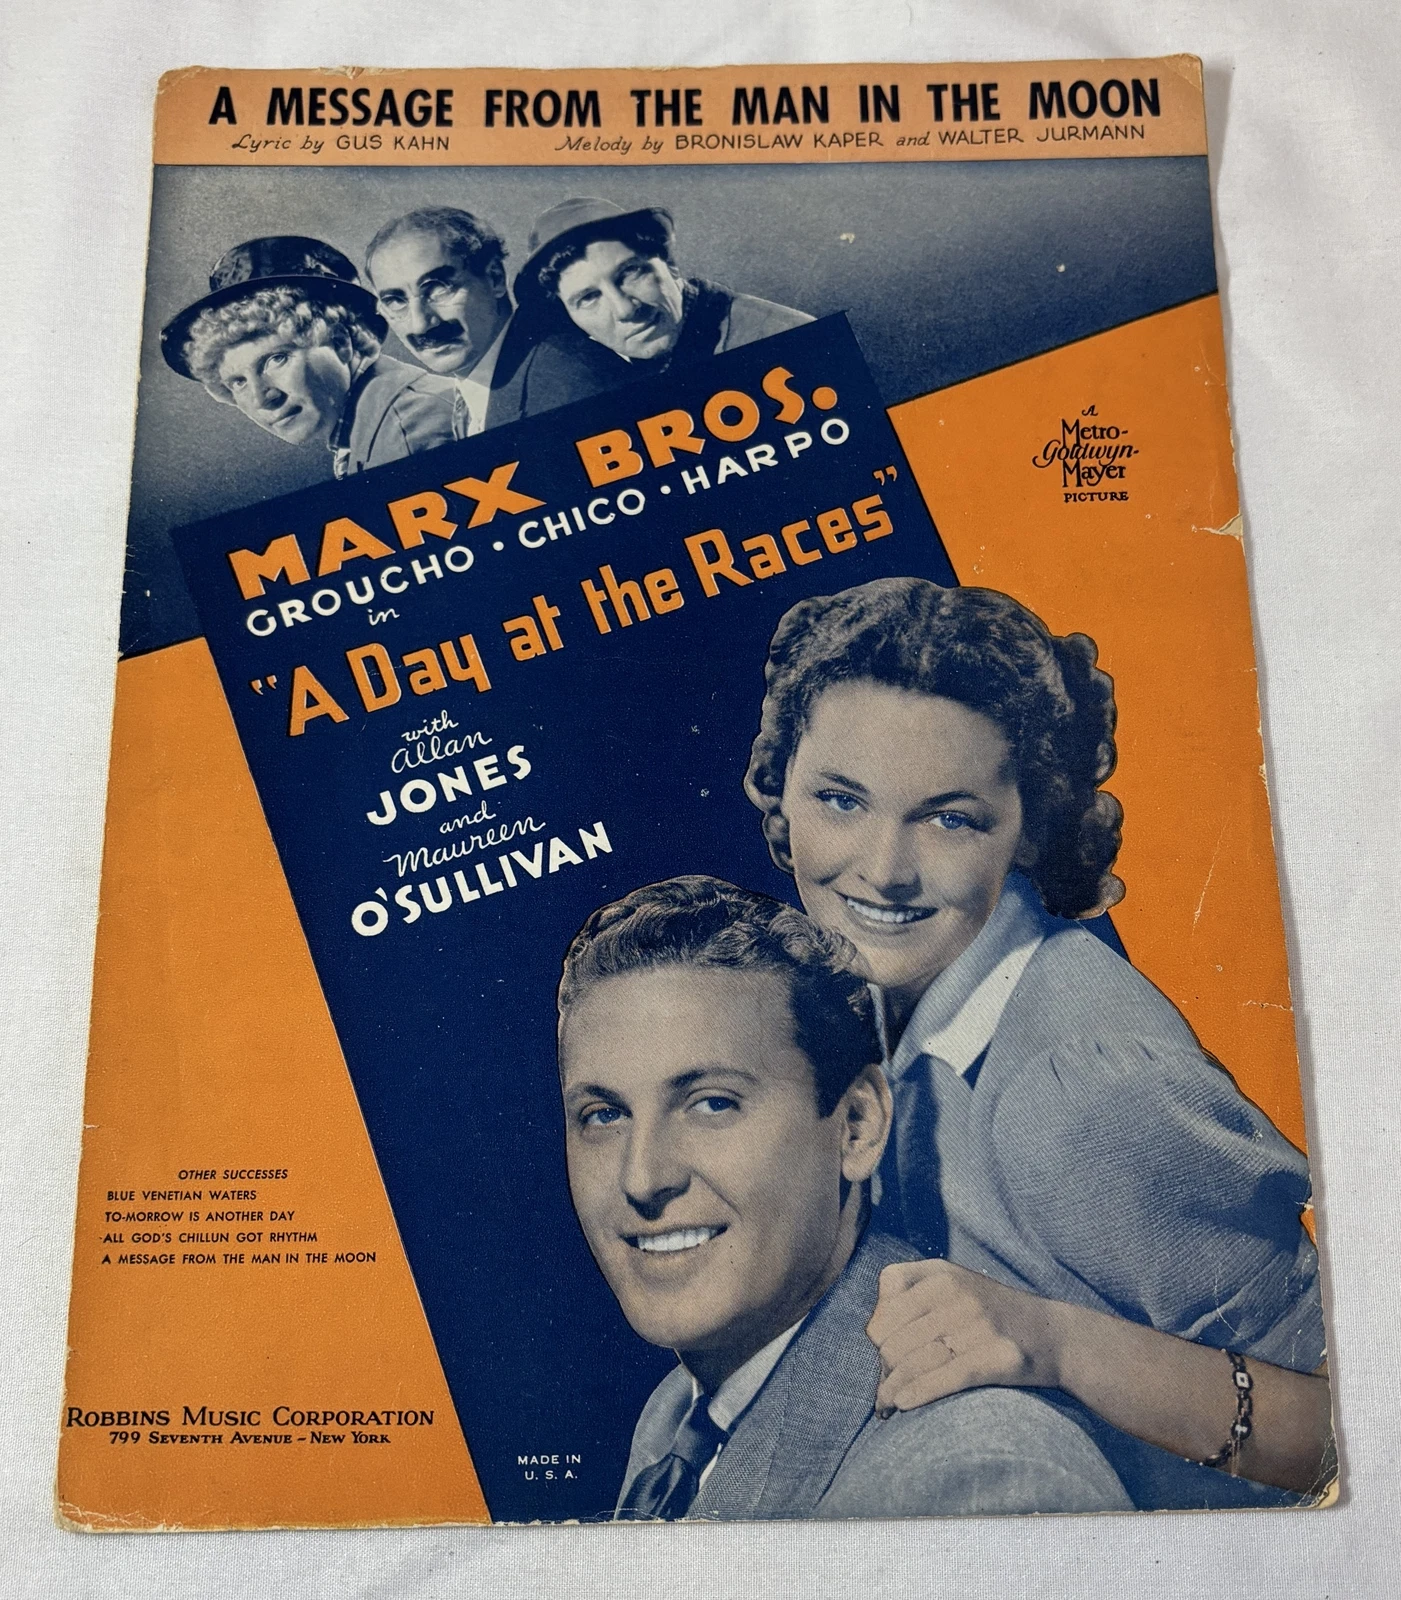 A MESSAGE FROM THE MAN IN THE MOON
Lyric by GUS KAHN Melody by BRONISLAW KAPER and WALTER JURMANN
MARX BROS.
GROUCHO • CHICO • HARPO
in
"A Day at the Races"
with
Allan
JONES
and
Maureen
O'SULLIVAN
A
Metro-
Goldwyn-
Mayer
PICTURE
OTHER SUCCESSES
BLUE VENETIAN WATERS
TO-MORROW IS ANOTHER DAY
ALL GOD'S CHILLUN GOT RHYTHM
A MESSAGE FROM THE MAN IN THE MOON
ROBBINS MUSIC CORPORATION
799 SEVENTH AVENUE - NEW YORK
MADE IN
U. S. A.